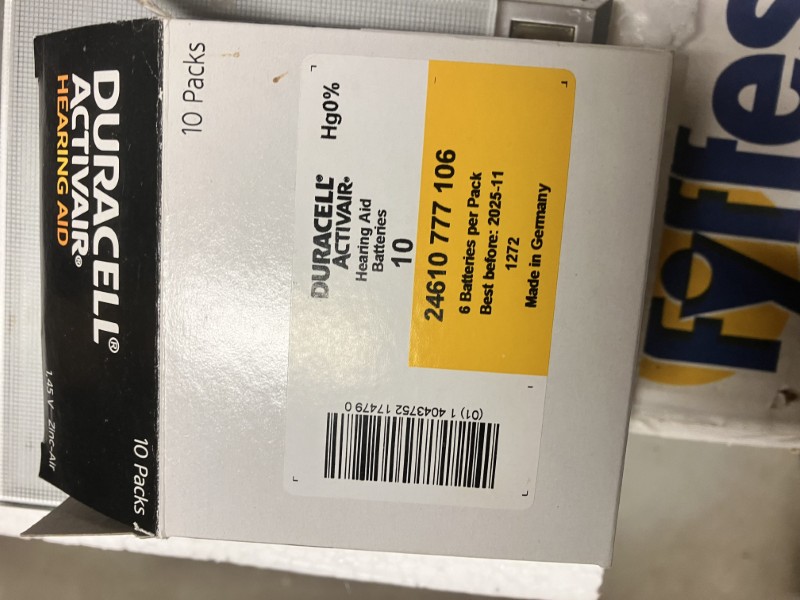 DURACELL®
ACTIVAIR®
HEARING AID
1.45 V - Zinc-Air
10 Packs
10 Packs
DURACELL®
ACTIVAIR®
Hg0%
Hearing Aid
Batteries
10
24610 777 106
6 Batteries per Pack
Best before: 2025-11
1272
Made in Germany
(01) 1 4043752 17479 0
Fyffes